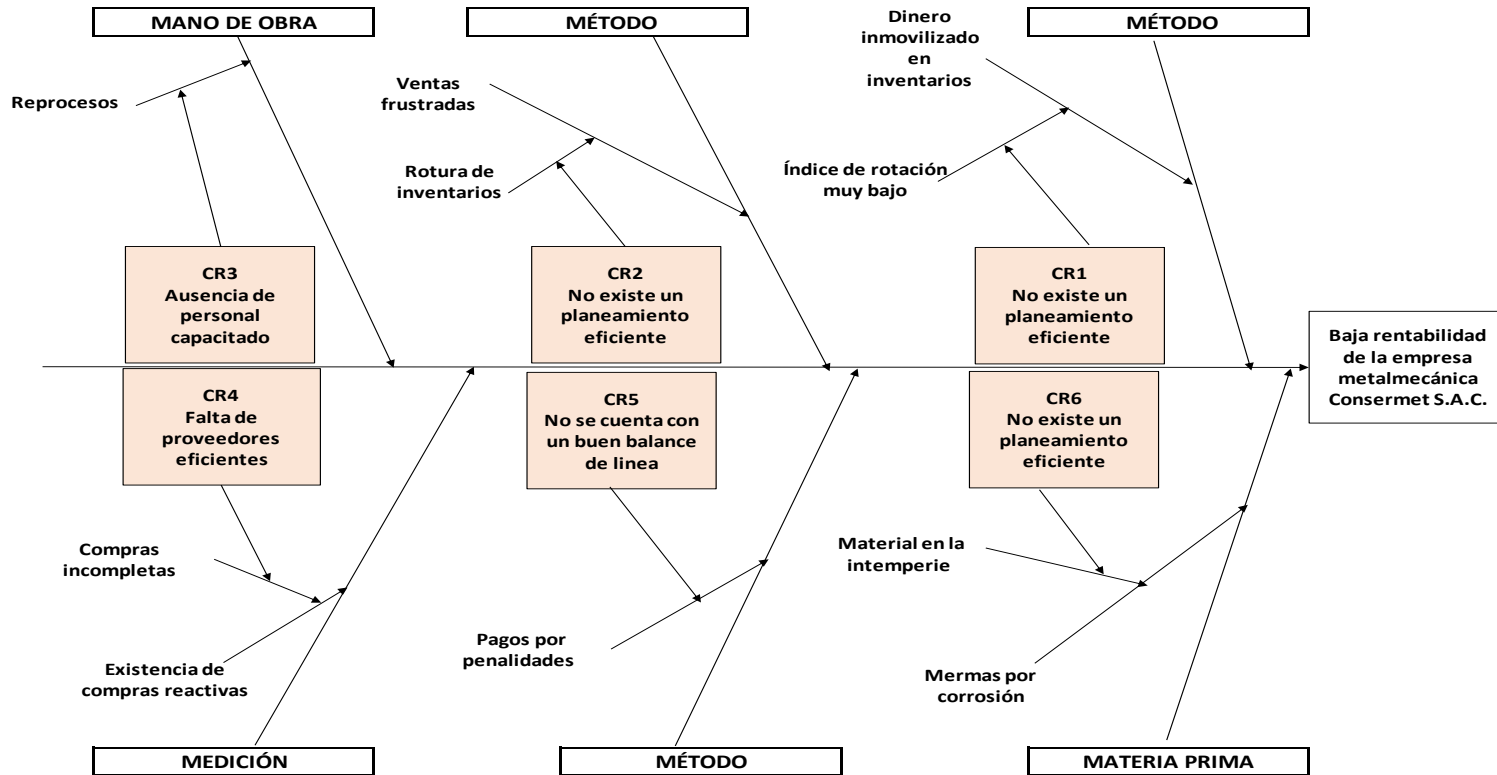 MANO DE OBRA
MÉTODO
MÉTODO
Dinero
inmovilizado
en
inventarios
Reprocesos
Ventas
frustradas
Rotura de
inventarios
Índice de rotación
muy bajo
CR3
Ausencia de
personal
capacitado
CR2
No existe un
planeamiento
eficiente
CR1
No existe un
planeamiento
eficiente
Baja rentabilidad
de la empresa
metalmecánica
Consermet S.A.C.
CR4
Falta de
proveedores
eficientes
CR5
No se cuenta con
un buen balance
de linea
CR6
No existe un
planeamiento
eficiente
Compras
incompletas
Existencia de
compras reactivas
Pagos por
penalidades
Material en la
intemperie
Mermas por
corrosión
MEDICIÓN
MÉTODO
MATERIA PRIMA